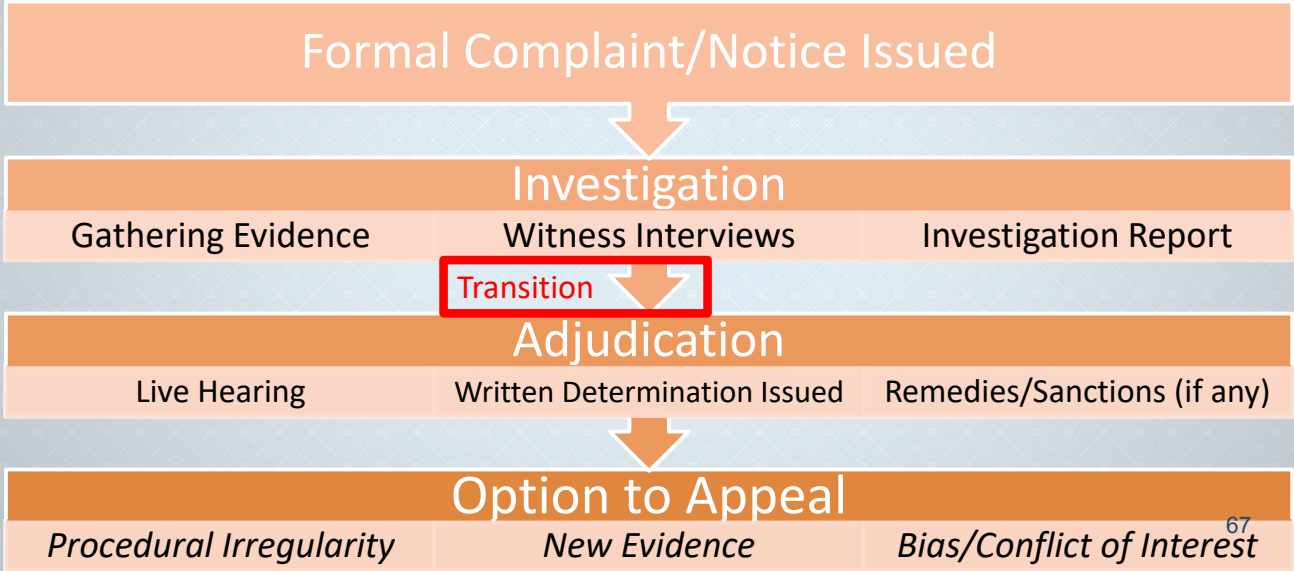 Formal Complaint/Notice Issued
Investigation
Gathering Evidence
Witness Interviews
Investigation Report
Transition
Adjudication
Live Hearing
Written Determination Issued
Remedies/Sanctions (if any)
Option to Appeal
Procedural Irregularity
New Evidence
Bias/Conflict of Interest
67